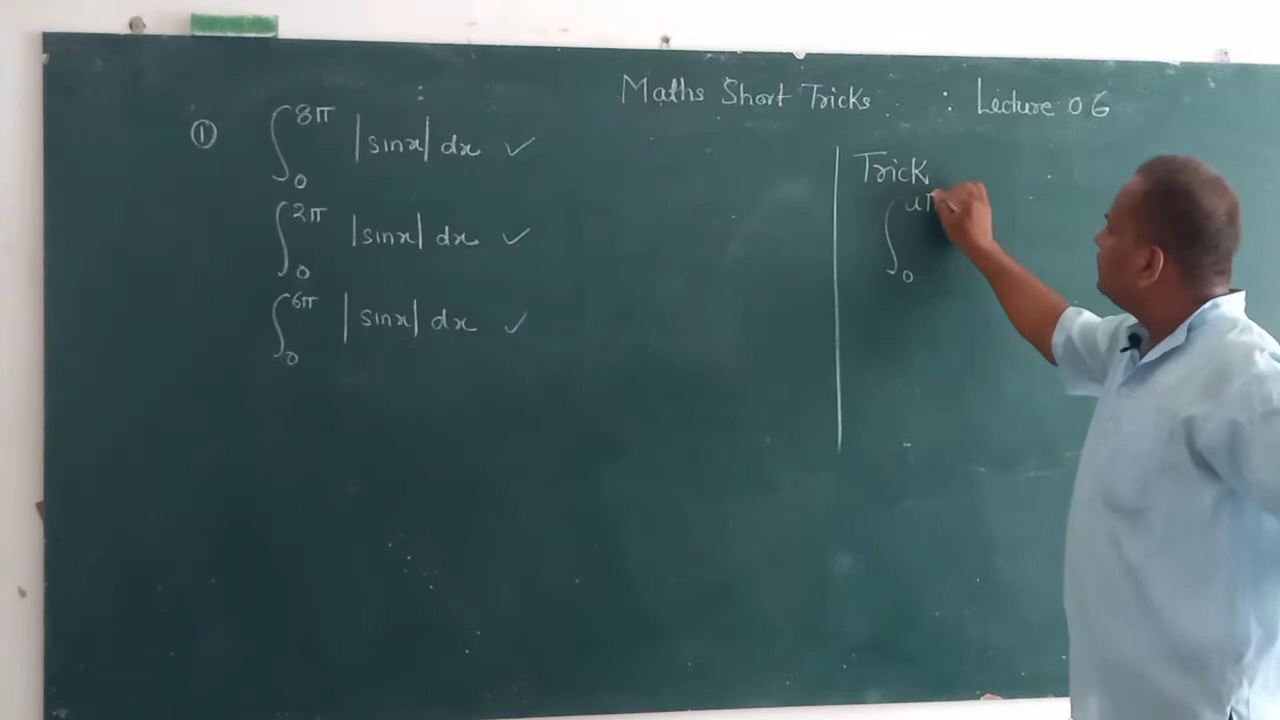 Maths Short Tricks : Lecture 06
① ∫₀^8π |sinx| dx ✓
∫₀^2π |sinx| dx ✓
∫₀^6π |sinx| dx ✓
Trick
∫₀